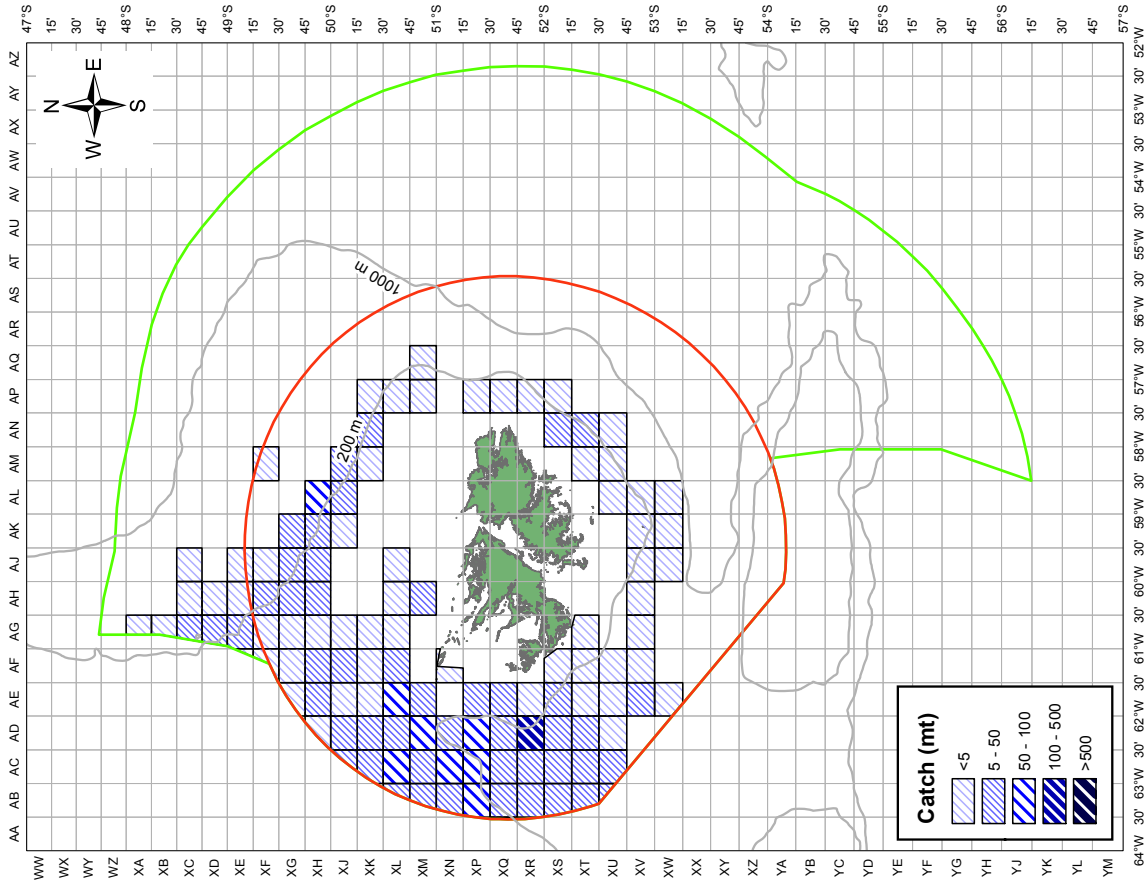 AA AB AC AD AE AF AG AH AJ AK AL AM AN AP AQ AR AS AT AU AV AW AX AY AZ
WW
WX
WY
WZ
XA
XB
XC
XD
XE
XF
XG
XH
XJ
XK
XL
XM
XN
XP
XQ
XR
XS
XT
XU
XV
XW
XX
XY
XZ
YA
YB
YC
YD
YE
YF
YG
YH
YJ
YK
YL
YM
N
W E
S
1000 m
200 m
Catch (mt)
<5
5 - 50
50 - 100
100 - 500
>500
47°S
15'
30'
45'
48°S
15'
30'
45'
49°S
15'
30'
45'
50°S
15'
30'
45'
51°S
15'
30'
45'
52°S
15'
30'
45'
53°S
15'
30'
45'
54°S
15'
30'
45'
55°S
15'
30'
45'
56°S
15'
30'
45'
57°S
64°W 30' 63°W 30' 62°W 30' 61°W 30' 60°W 30' 59°W 30' 58°W 30' 57°W 30' 56°W 30' 55°W 30' 54°W 30' 53°W 30' 52°W